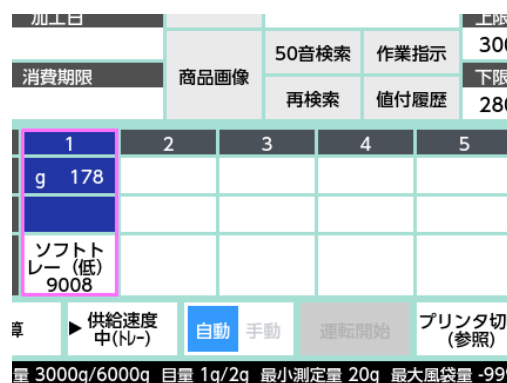 加工日
上限
300
50音検索 作業指示
消費期限
商品画像
下限
再検索 値付履歴
280
1 2 3 4 5
g 178
ソフトト
レー（低）
9008
算
▶ 供給速度
中(トレー)
自動 手動
運転開始
プリンタ切
(参照)
量 3000g/6000g 目量 1g/2g 最小測定量 20g 最大風袋量 -999